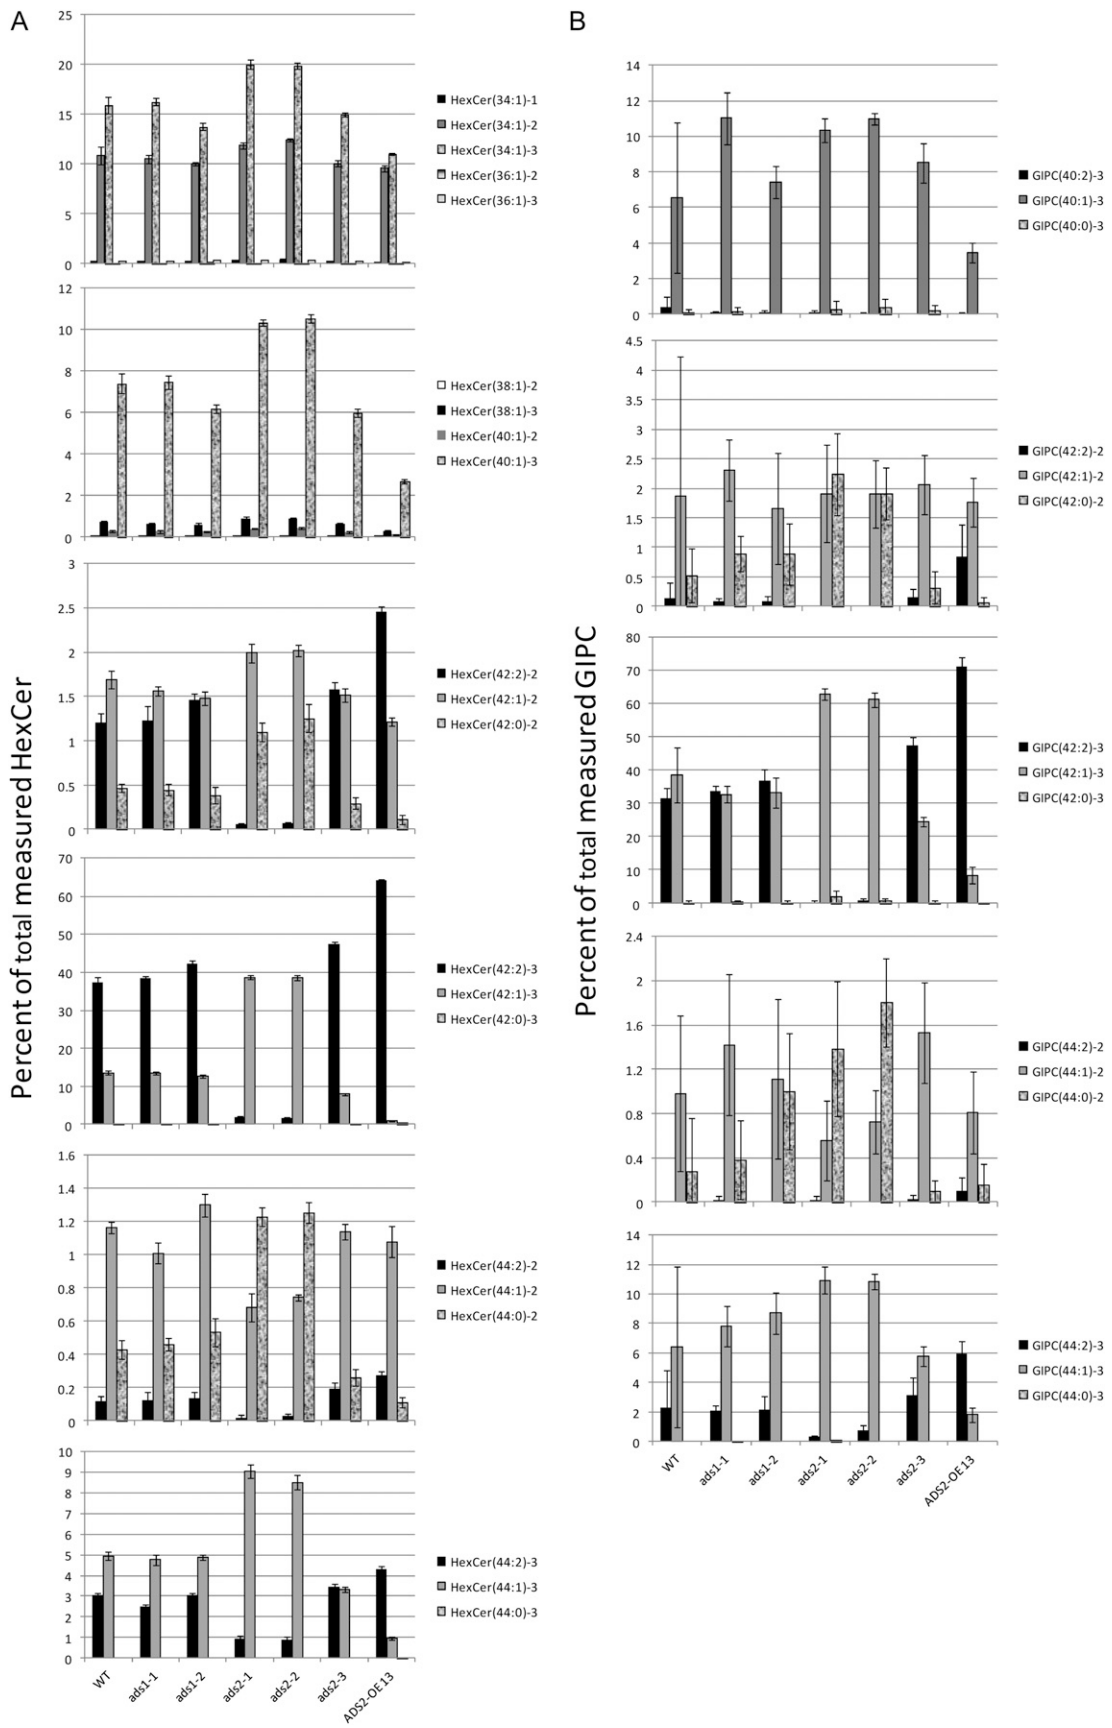 A
B
Percent of total measured HexCer
25
20
15
10
5
0
HexCer(34:1)-1
HexCer(34:1)-2
HexCer(34:1)-3
HexCer(36:1)-2
HexCer(36:1)-3
12
10
8
6
4
2
0
HexCer(38:1)-2
HexCer(38:1)-3
HexCer(40:1)-2
HexCer(40:1)-3
3
2.5
2
1.5
1
0.5
0
HexCer(42:2)-2
HexCer(42:1)-2
HexCer(42:0)-2
70
60
50
40
30
20
10
0
HexCer(42:2)-3
HexCer(42:1)-3
HexCer(42:0)-3
1.6
1.4
1.2
1
0.8
0.6
0.4
0.2
0
HexCer(44:2)-2
HexCer(44:1)-2
HexCer(44:0)-2
10
9
8
7
6
5
4
3
2
1
0
HexCer(44:2)-3
HexCer(44:1)-3
HexCer(44:0)-3
WT
ads1-1
ads1-2
ads2-1
ads2-2
ads2-3
ADS2-OE13
Percent of total measured GIPC
14
12
10
8
6
4
2
0
GIPC(40:2)-3
GIPC(40:1)-3
GIPC(40:0)-3
4.5
4
3.5
3
2.5
2
1.5
1
0.5
0
GIPC(42:2)-2
GIPC(42:1)-2
GIPC(42:0)-2
80
70
60
50
40
30
20
10
0
GIPC(42:2)-3
GIPC(42:1)-3
GIPC(42:0)-3
2.4
2
1.6
1.2
0.8
0.4
0
GIPC(44:2)-2
GIPC(44:1)-2
GIPC(44:0)-2
14
12
10
8
6
4
2
0
GIPC(44:2)-3
GIPC(44:1)-3
GIPC(44:0)-3
WT
ads1-1
ads1-2
ads2-1
ads2-2
ads2-3
ADS2-OE13